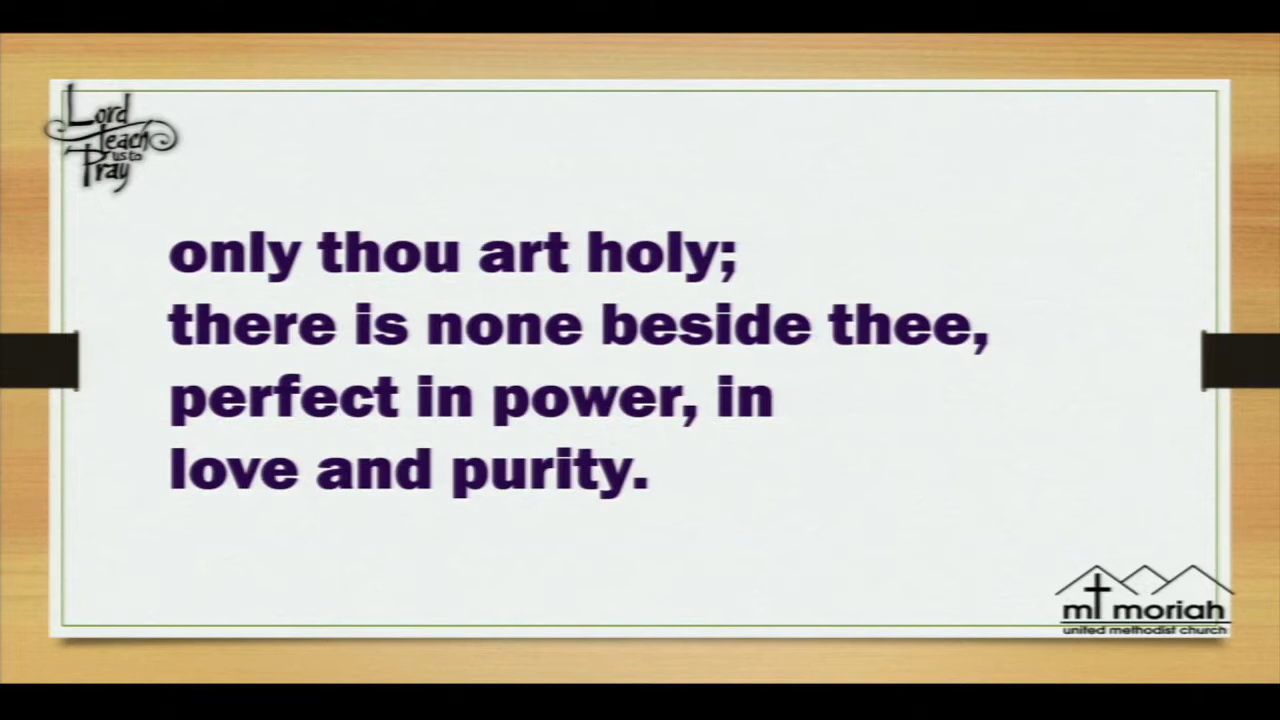 Lord
teach
us to
Pray
only thou art holy;
there is none beside thee,
perfect in power, in
love and purity.
mt moriah
united methodist church